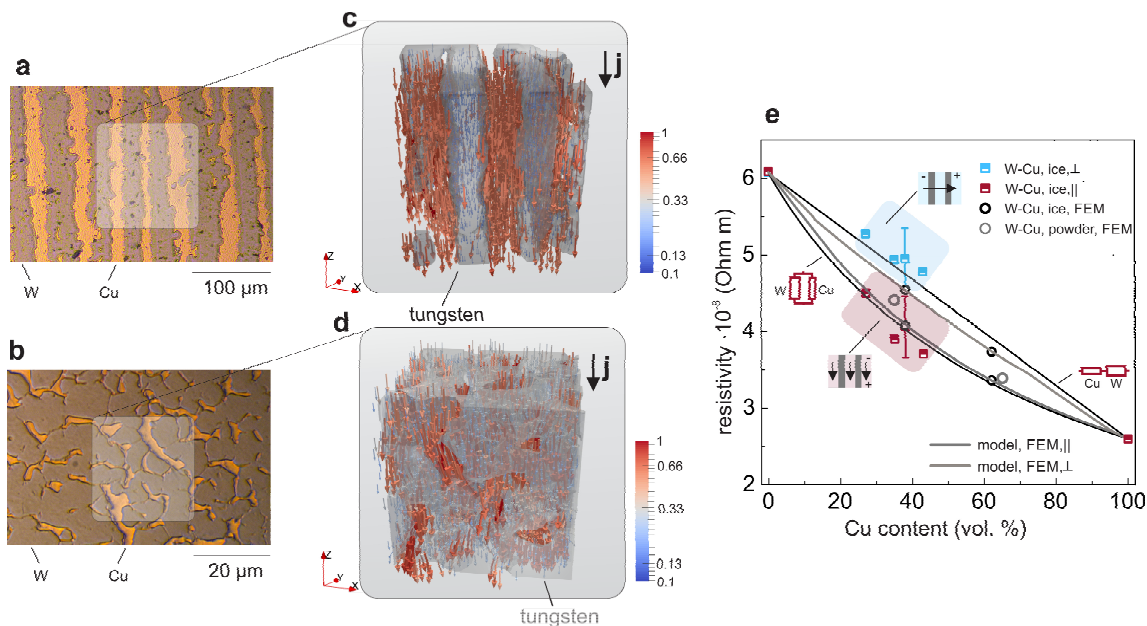 a
W
Cu
100 µm
b
W
Cu
20 µm
c
j
1
0.66
0.33
0.13
0.1
Z
Y
X
tungsten
d
j
1
0.66
0.33
0.13
0.1
Z
Y
X
tungsten
e
W-Cu, ice,⊥
W-Cu, ice,||
W-Cu, ice, FEM
W-Cu, powder, FEM
- +
W
Cu
-
+
Cu
W
model, FEM,||
model, FEM,⊥
6
5
4
3
2
resistivity ·10⁻⁸ (Ohm m)
0
20
40
60
80
100
Cu content (vol. %)